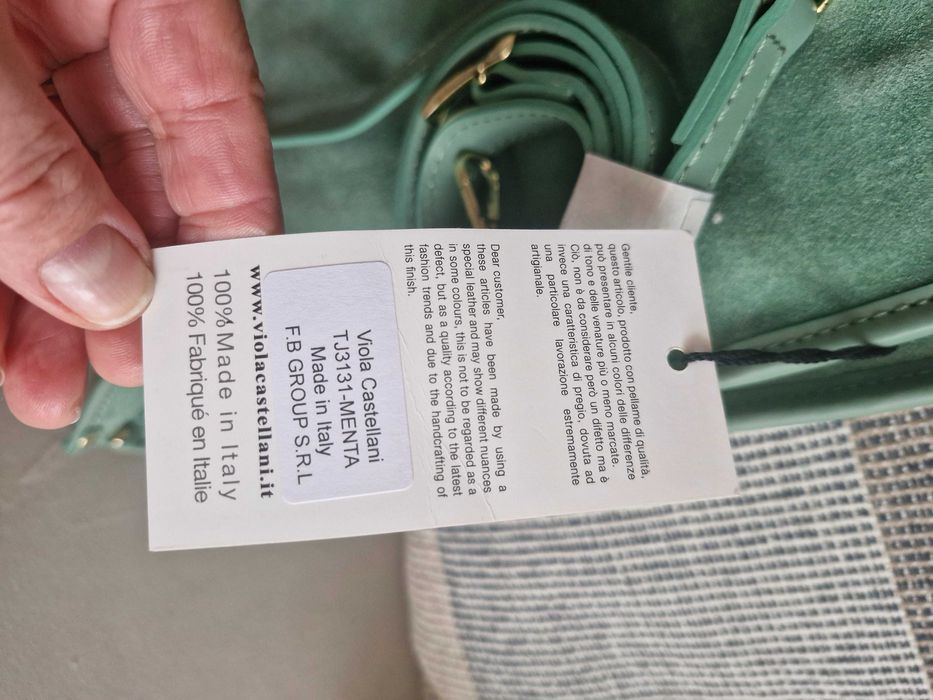 Gentile cliente,
questo articolo, prodotto con pellame di qualità,
può presentare in alcuni colori delle differenze
di tono e delle venature più o meno marcate.
Ciò, non è da considerare però un difetto ma è
invece una caratteristica di pregio, dovuta ad
una particolare lavorazione estremamente
artigianale.
Dear customer,
these articles have been made by using a
special leather and may show different nuances
in some colours, this is not to be regarded as a
defect, but as a quality according to the latest
fashion trends and due to the handcrafting of
this finish.
Viola Castellani
TJ3131-MENTA
Made in Italy
F.B GROUP S.R.L
www.violacastellani.it
100% Made in Italy
100% Fabriqué en Italie